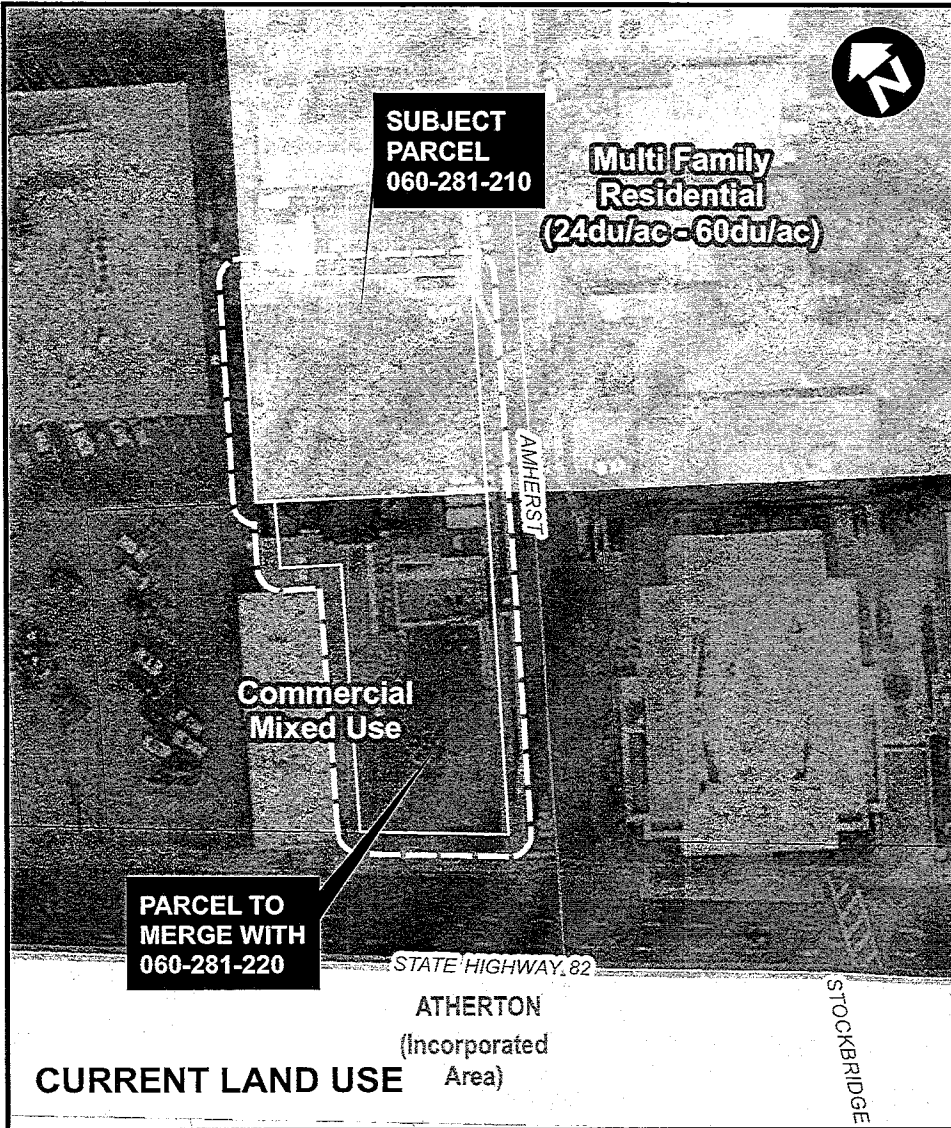 N
SUBJECT
PARCEL
060-281-210
Multi Family
Residential
(24du/ac - 60du/ac)
AMHERST
Commercial
Mixed Use
PARCEL TO
MERGE WITH
060-281-220
STATE HIGHWAY 82
ATHERTON
(Incorporated
Area)
STOCKBRIDGE
CURRENT LAND USE